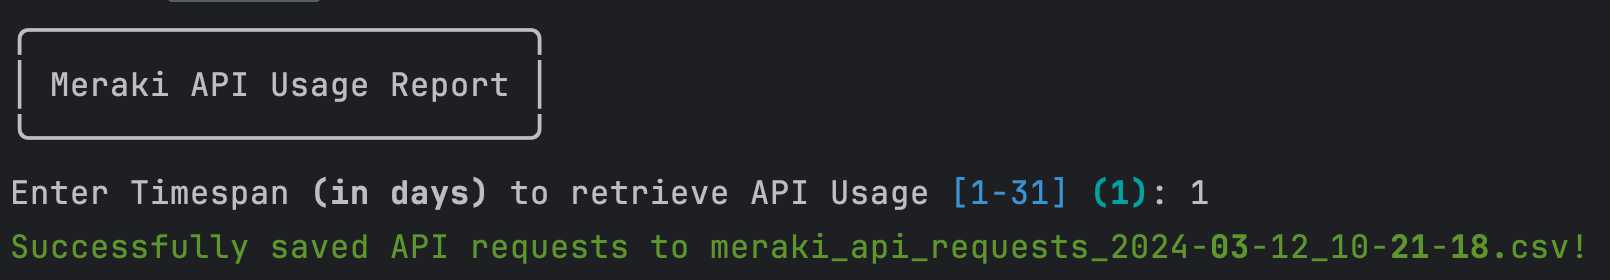 Meraki API Usage Report
Enter Timespan (in days) to retrieve API Usage [1-31] (1): 1
Successfully saved API requests to meraki_api_requests_2024-03-12_10-21-18.csv!